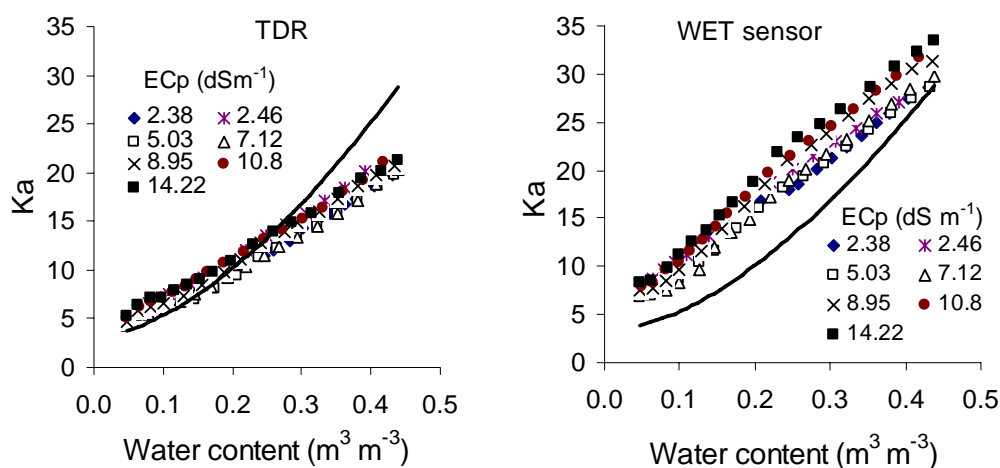 TDR
ECp (dSm⁻¹)
2.38 2.46
5.03 7.12
8.95 10.8
14.22
Ka
35
30
25
20
15
10
5
0
0.0 0.1 0.2 0.3 0.4 0.5
Water content (m³ m⁻³)
WET sensor
ECp (dS m⁻¹)
2.38 2.46
5.03 7.12
8.95 10.8
14.22
Ka
35
30
25
20
15
10
5
0
0.0 0.1 0.2 0.3 0.4 0.5
Water content (m³ m⁻³)